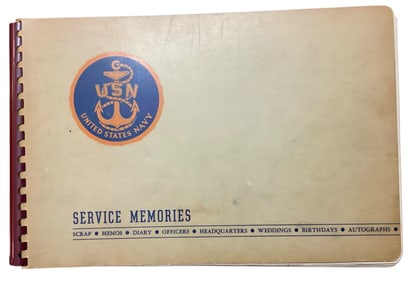 USN
UNITED STATES NAVY
SERVICE MEMORIES
SCRAP • MEMOS • DIARY • OFFICERS • HEADQUARTERS • WEDDINGS • BIRTHDAYS • AUTOGRAPHS •